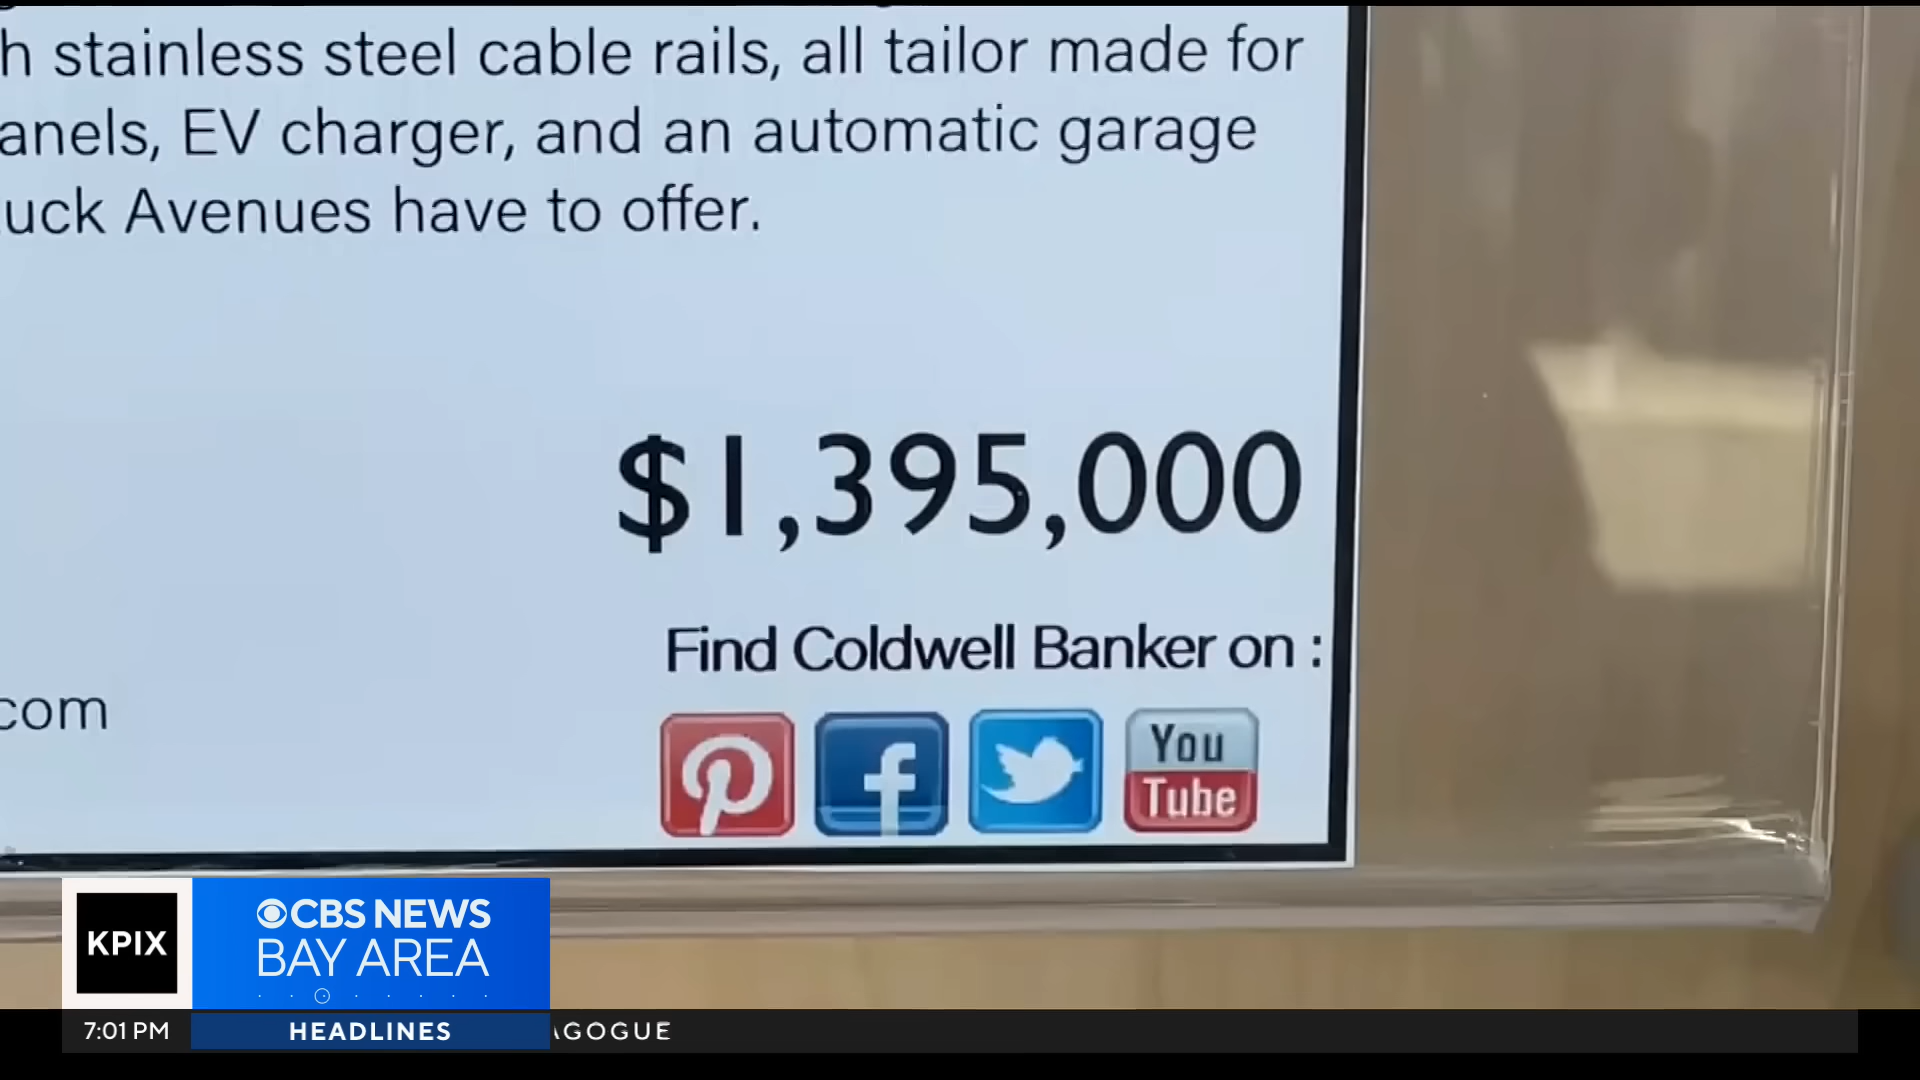 h stainless steel cable rails, all tailor made for
anels, EV charger, and an automatic garage
uck Avenues have to offer.
$1,395,000
Find Coldwell Banker on :
com
You
Tube
KPIX
CBS NEWS
BAY AREA
7:01 PM
HEADLINES
AGOGUE